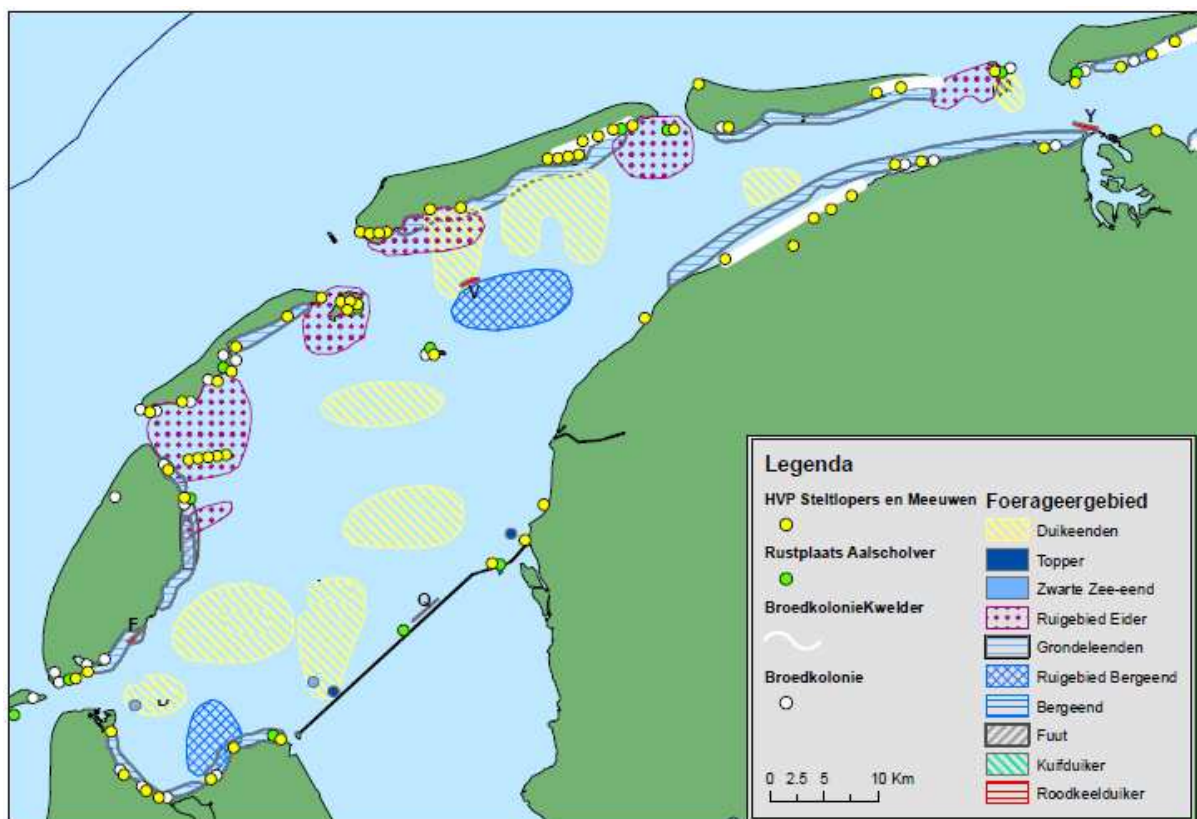 Y
V
Q
F
Legenda
HVP Steltlopers en Meeuwen
Rustplaats Aalscholver
BroedkolonieKwelder
Broedkolonie
0 2.5 5 10 Km
Foerageergebied
Duikeenden
Topper
Zwarte Zee-eend
Ruigebied Eider
Grondeleenden
Ruigebied Bergeend
Bergeend
Fuut
Kuifduiker
Roodkeelduiker